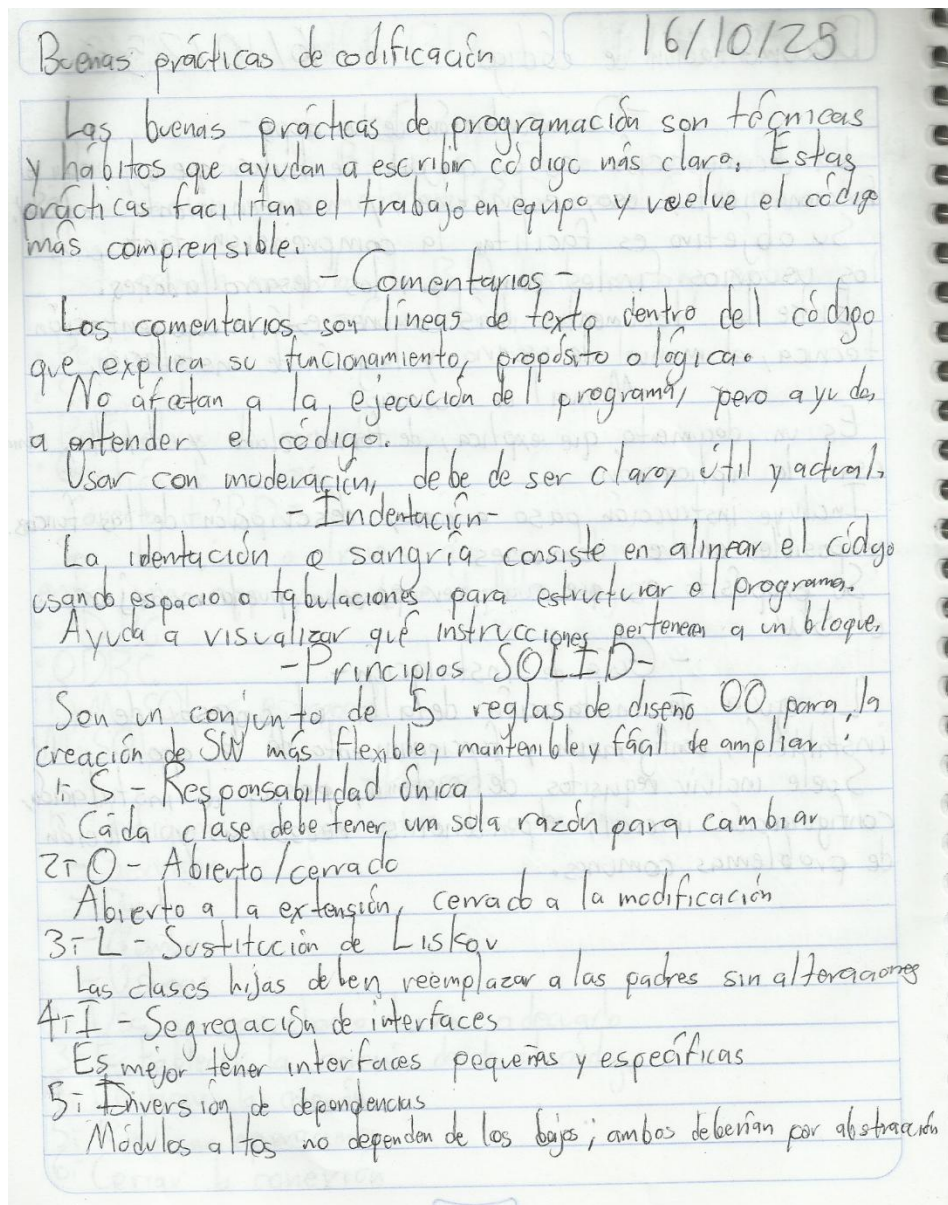 Buenas prácticas de codificación
16/10/25
Las buenas prácticas de programación son técnicas
y hábitos que ayudan a escribir código más claro. Estas
prácticas facilitan el trabajo en equipo y vuelve el código
más comprensible.
- Comentarios -
Los comentarios son líneas de texto dentro del código
que explica su funcionamiento, propósito o lógica.
No afectan a la ejecución del programa, pero ayuda
a entender el código.
Usar con moderación, debe de ser claro, útil y actual.
- Indentación -
La identación o sangría consiste en alinear el código
usando espacio o tabulaciones para estructurar el programa.
Ayuda a visualizar qué instrucciones pertenecen a un bloque.
- Principios SOLID -
Son un conjunto de 5 reglas de diseño OO para la
creación de SW más flexible, mantenible y fácil de ampliar:
1.- S - Responsabilidad única
Cada clase debe tener una sola razón para cambiar
2.- O - Abierto/cerrado
Abierto a la extensión, cerrado a la modificación
3.- L - Sustitución de Liskov
Las clases hijas deben reemplazar a las padres sin alteraciones
4.- I - Segregación de interfaces
Es mejor tener interfaces pequeñas y específicas
5.- Diversión de dependencias
Módulos altos no dependen de los bajos; ambos deberían por abstracción